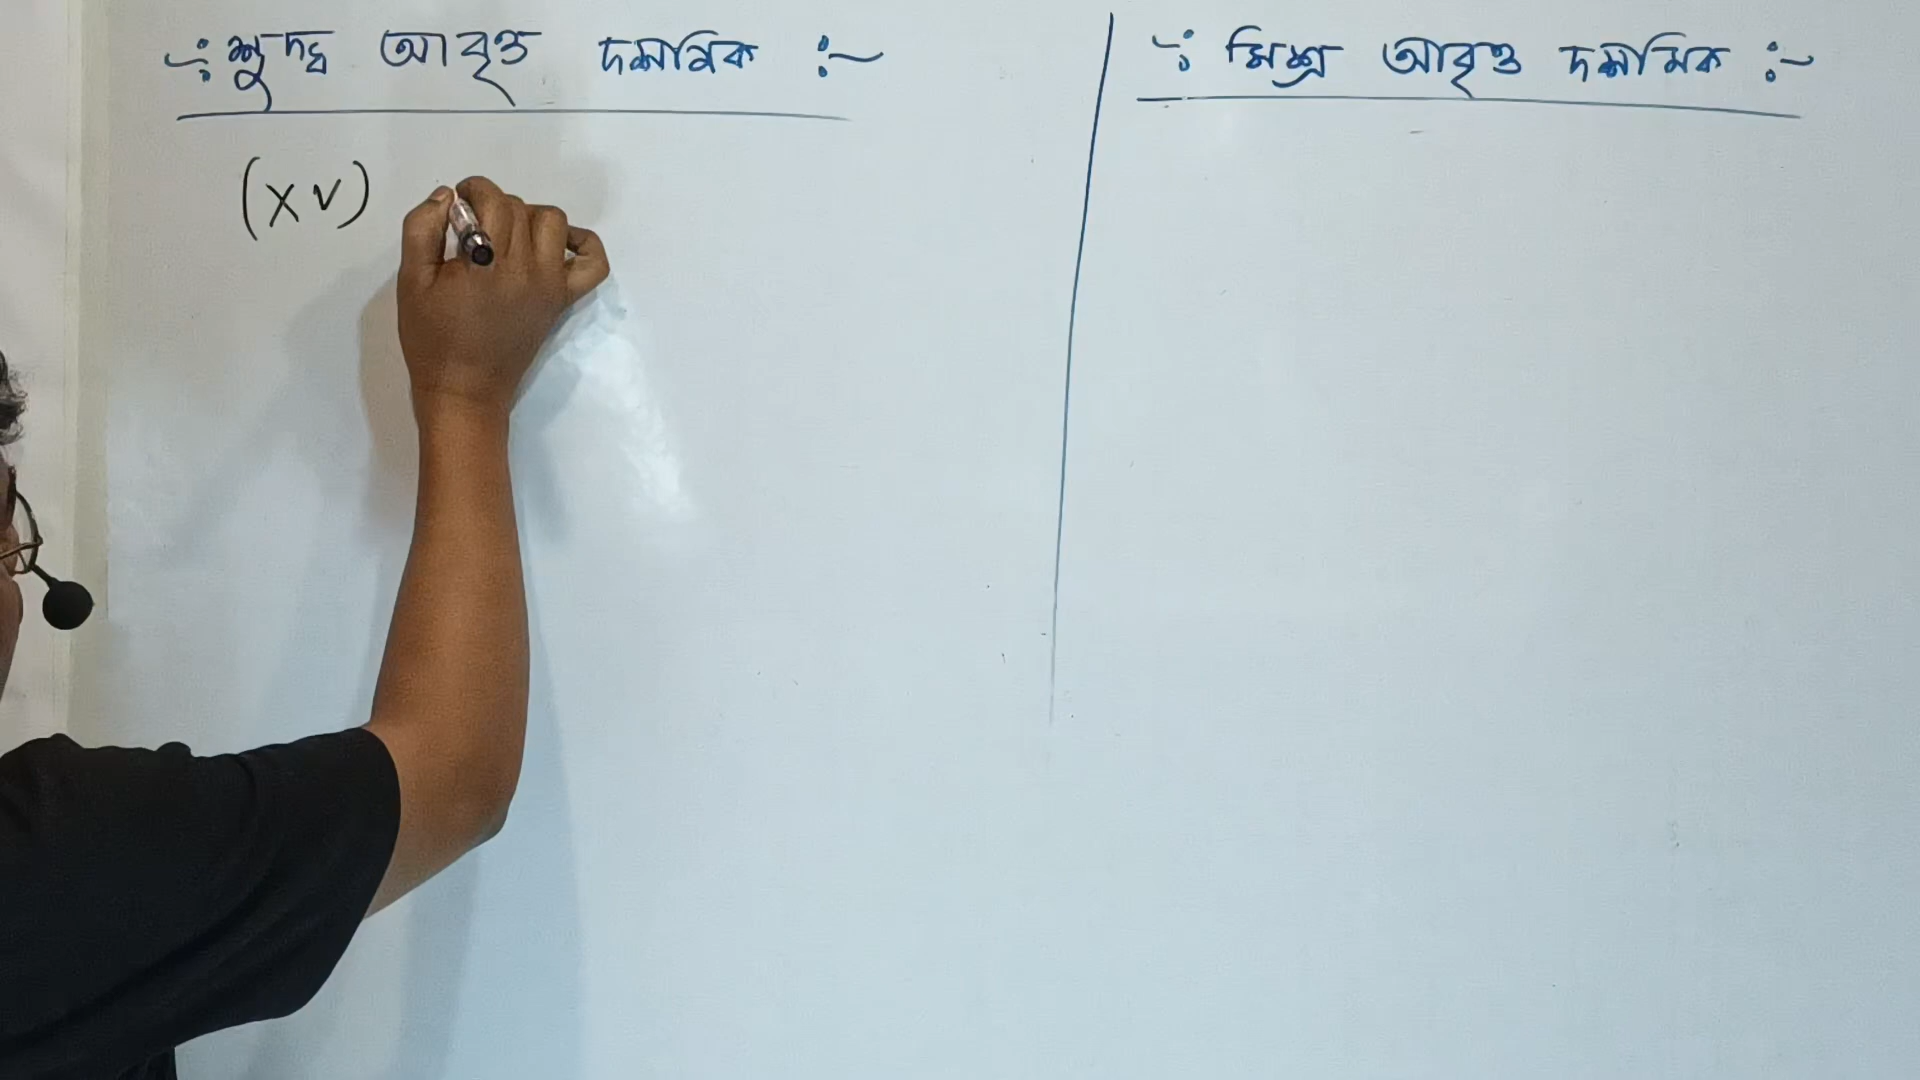 শুদ্ধ আবৃত্ত দশমিক :~
(xv)
মিশ্র আবৃত্ত দশমিক :~